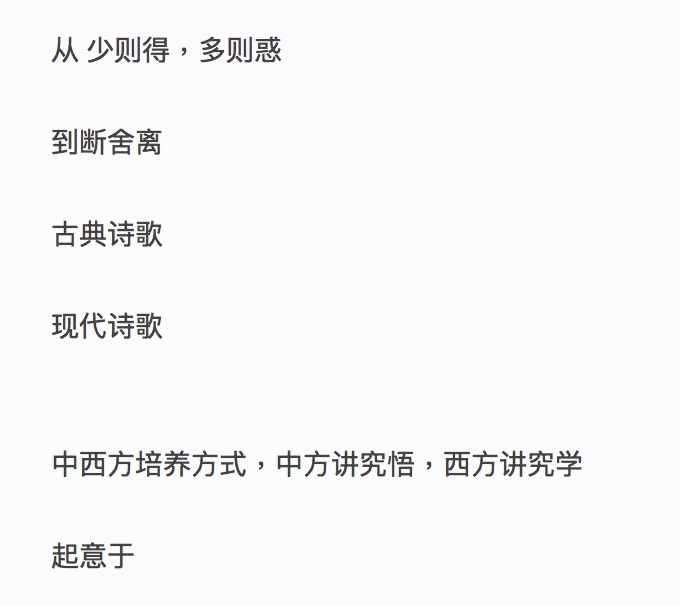 从 少则得，多则惑
到断舍离
古典诗歌
现代诗歌
中西方培养方式，中方讲究悟，西方讲究学
起意于